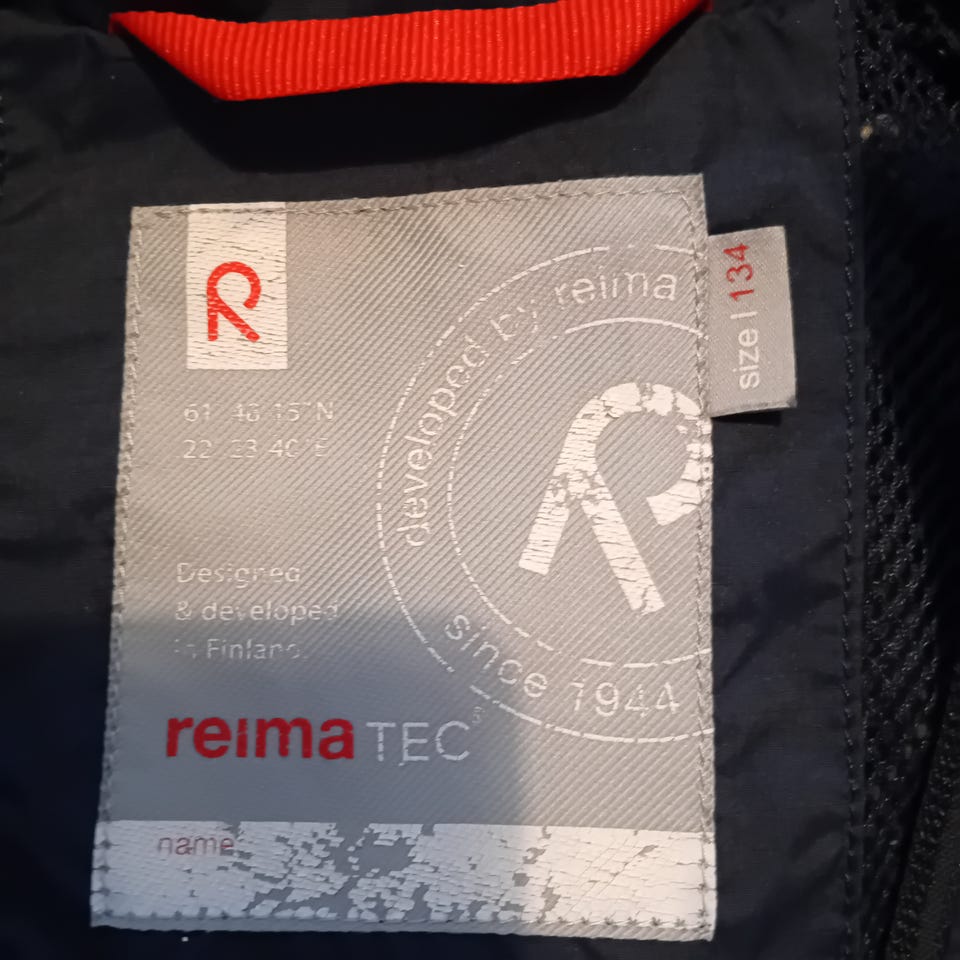 R
61 48 15"N
22 23 40"E
developed by reima
R
since 1944
Designed
& developed
in Finland.
reima TEC
name
size | 134